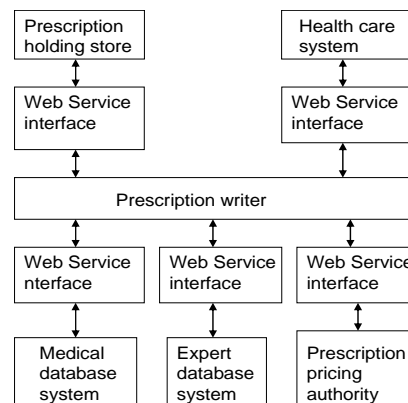 Prescription
holding store
Health care
system
Web Service
interface
Web Service
interface
Prescription writer
Web Service
nterface
Web Service
interface
Web Service
interface
Medical
database
system
Expert
database
system
Prescription
pricing
authority